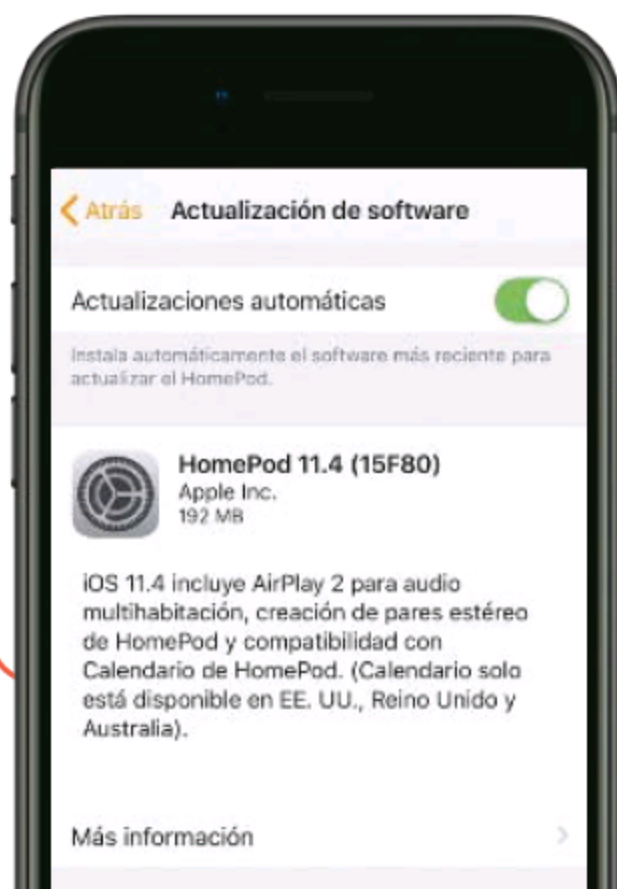 Atrás Actualización de software
Actualizaciones automáticas
Instala automáticamente el software más reciente para
actualizar el HomePod.
HomePod 11.4 (15F80)
Apple Inc.
192 MB
iOS 11.4 incluye AirPlay 2 para audio
multihabitación, creación de pares estéreo
de HomePod y compatibilidad con
Calendario de HomePod. (Calendario solo
está disponible en EE. UU., Reino Unido y
Australia).
Más información